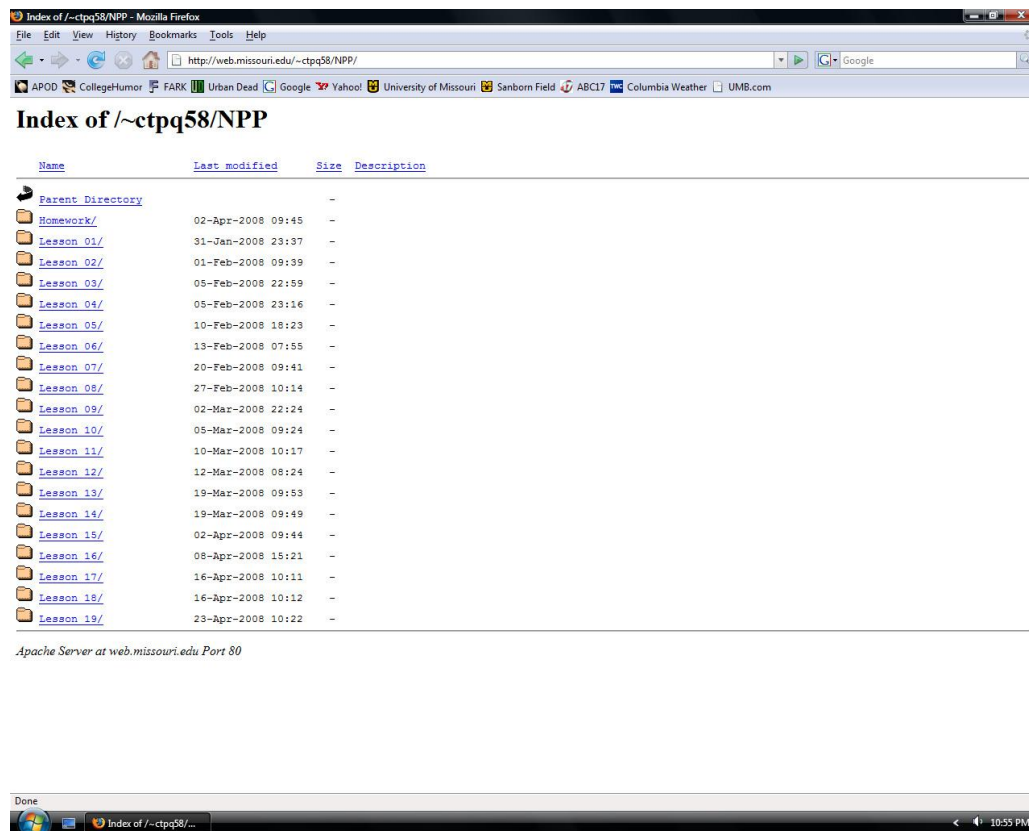 Index of /~ctpq58/NPP - Mozilla Firefox
File Edit View History Bookmarks Tools Help
http://web.missouri.edu/~ctpq58/NPP/ G Google
APOD CollegeHumor FARK Urban Dead Google Yahoo! University of Missouri Sanborn Field ABC17 Columbia Weather UMB.com
Index of /~ctpq58/NPP
Name Last modified Size Description
Parent Directory -
Homework/ 02-Apr-2008 09:45 -
Lesson 01/ 31-Jan-2008 23:37 -
Lesson 02/ 01-Feb-2008 09:39 -
Lesson 03/ 05-Feb-2008 22:59 -
Lesson 04/ 05-Feb-2008 23:16 -
Lesson 05/ 10-Feb-2008 18:23 -
Lesson 06/ 13-Feb-2008 07:55 -
Lesson 07/ 20-Feb-2008 09:41 -
Lesson 08/ 27-Feb-2008 10:14 -
Lesson 09/ 02-Mar-2008 22:24 -
Lesson 10/ 05-Mar-2008 09:24 -
Lesson 11/ 10-Mar-2008 10:17 -
Lesson 12/ 12-Mar-2008 08:24 -
Lesson 13/ 19-Mar-2008 09:53 -
Lesson 14/ 19-Mar-2008 09:49 -
Lesson 15/ 02-Apr-2008 09:44 -
Lesson 16/ 08-Apr-2008 15:21 -
Lesson 17/ 16-Apr-2008 10:11 -
Lesson 18/ 16-Apr-2008 10:12 -
Lesson 19/ 23-Apr-2008 10:22 -
Apache Server at web.missouri.edu Port 80
Done
Index of /~ctpq58/... 10:55 PM